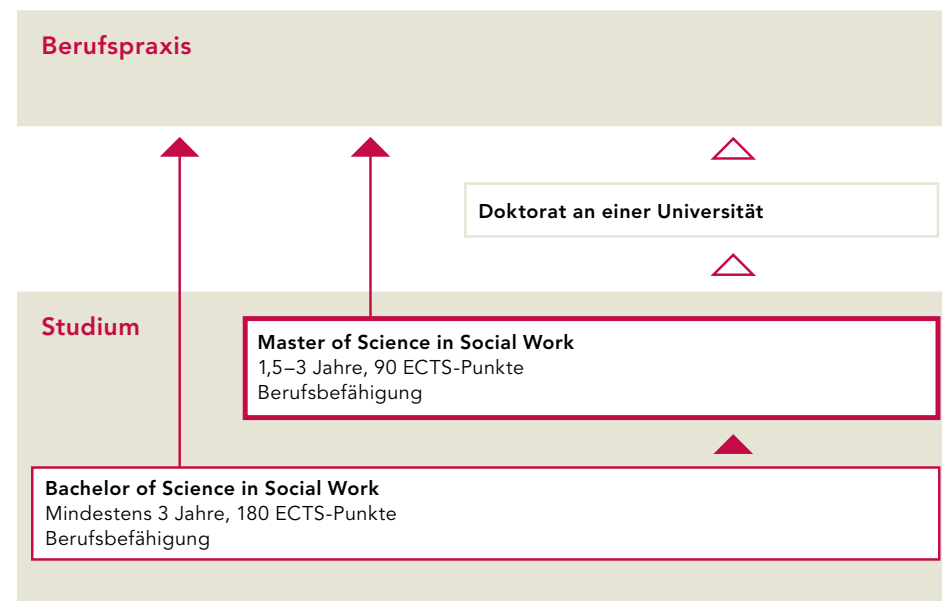 Berufspraxis
Doktorat an einer Universität
Studium
Master of Science in Social Work
1,5–3 Jahre, 90 ECTS-Punkte
Berufsbefähigung
Bachelor of Science in Social Work
Mindestens 3 Jahre, 180 ECTS-Punkte
Berufsbefähigung